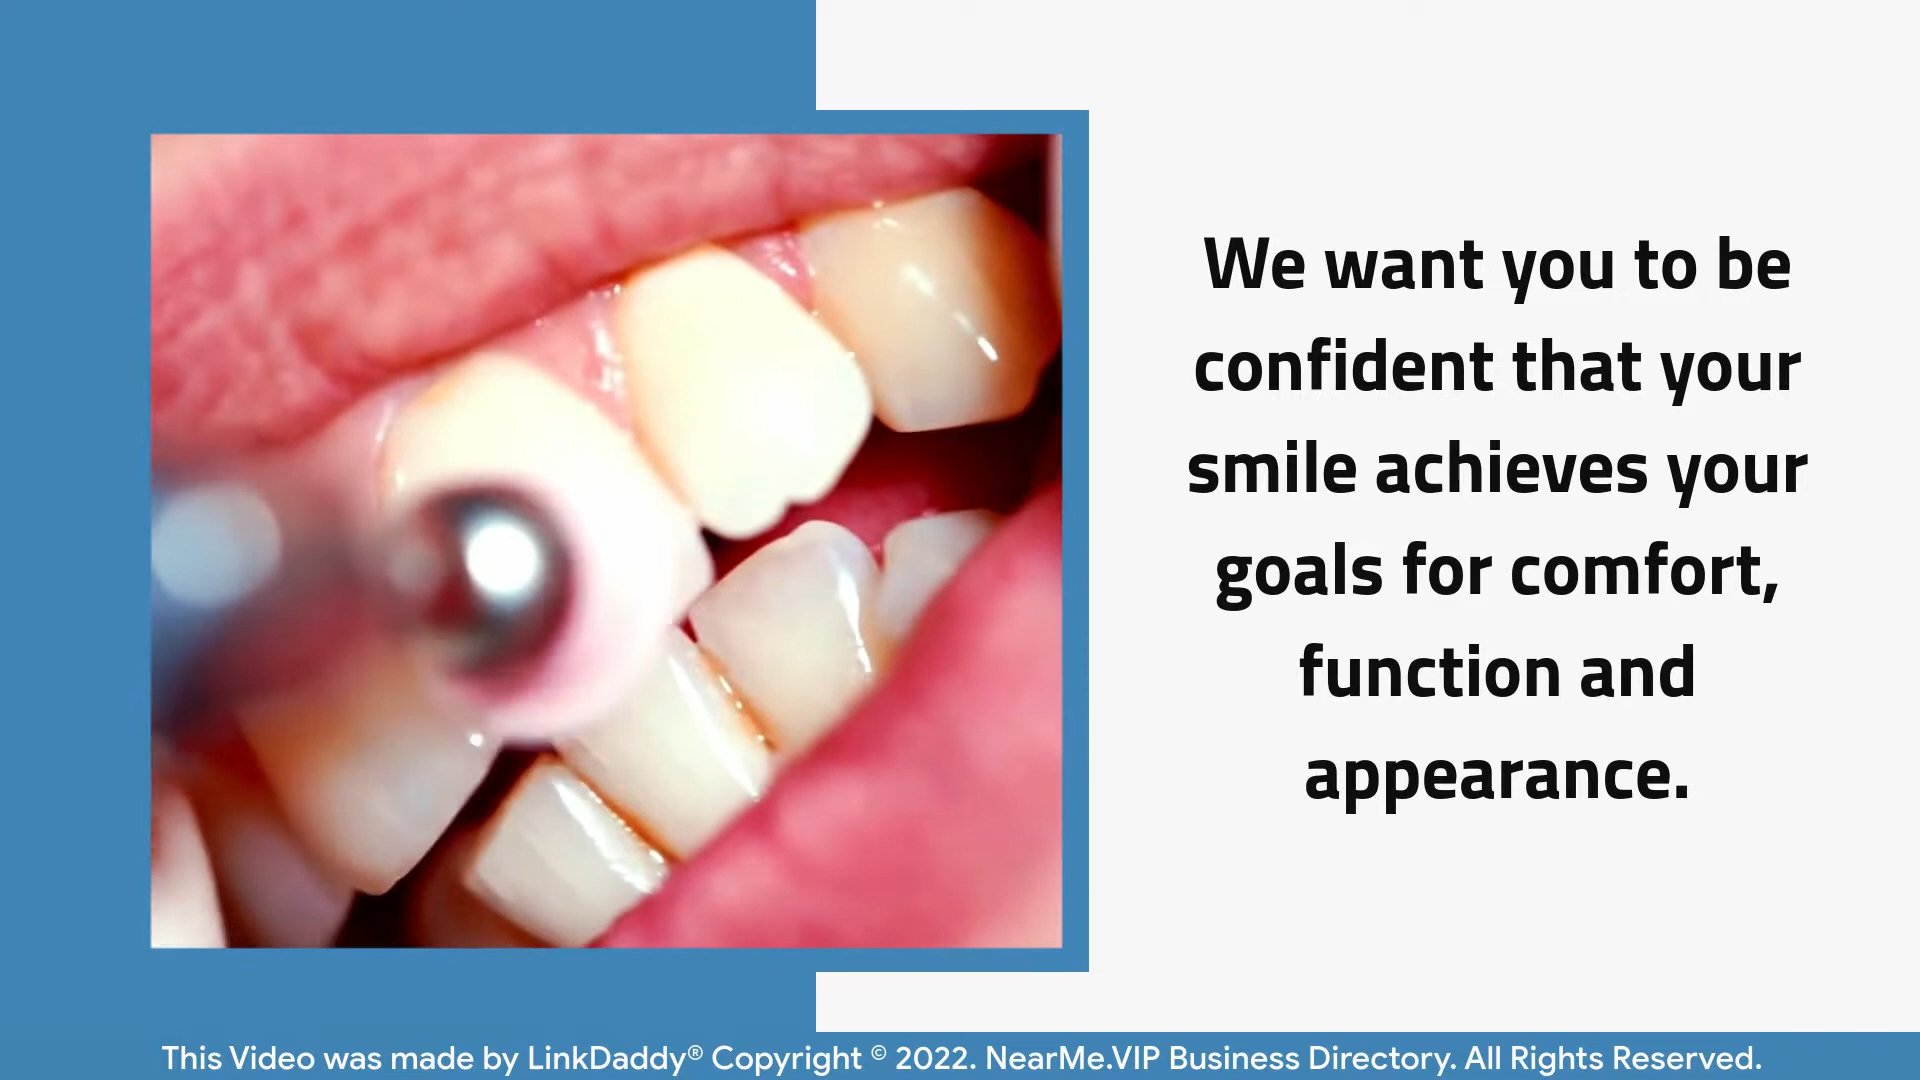 We want you to be
confident that your
smile achieves your
goals for comfort,
function and
appearance.
This Video was made by LinkDaddy® Copyright © 2022. NearMe.VIP Business Directory. All Rights Reserved.